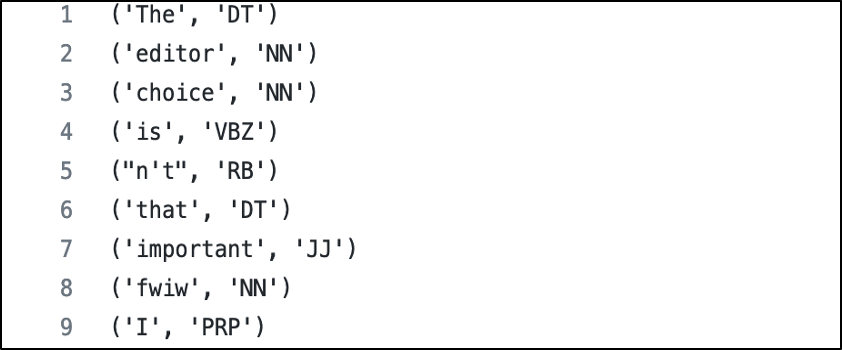 1 ('The', 'DT')
2 ('editor', 'NN')
3 ('choice', 'NN')
4 ('is', 'VBZ')
5 ("n't", 'RB')
6 ('that', 'DT')
7 ('important', 'JJ')
8 ('fwiw', 'NN')
9 ('I', 'PRP')